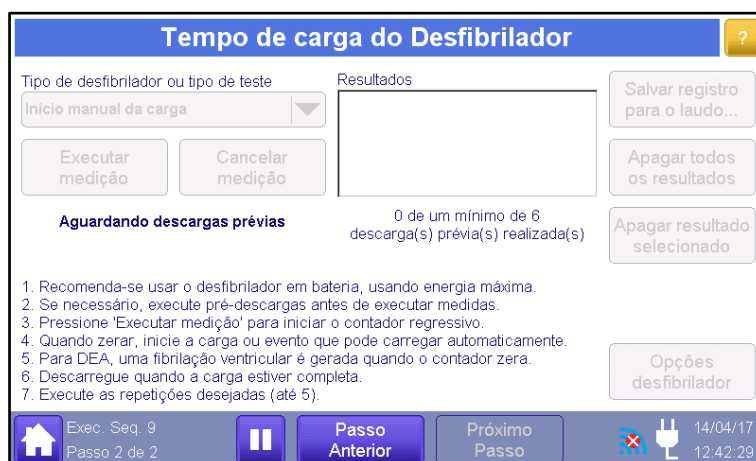 Tempo de carga do Desfibrilador
?
Tipo de desfibrilador ou tipo de teste
Início manual da carga
Executar
medição
Cancelar
medição
Aguardando descargas prévias
Resultados
0 de um mínimo de 6
descarga(s) prévia(s) realizada(s)
Salvar registro
para o laudo...
Apagar todos
os resultados
Apagar resultado
selecionado
1. Recomenda-se usar o desfibrilador em bateria, usando energia máxima.
2. Se necessário, execute pré-descargas antes de executar medidas.
3. Pressione 'Executar medição' para iniciar o contador regressivo.
4. Quando zerar, inicie a carga ou evento que pode carregar automaticamente.
5. Para DEA, uma fibrilação ventricular é gerada quando o contador zera.
6. Descarregue quando a carga estiver completa.
7. Execute as repetições desejadas (até 5).
Opções
desfibrilador
Exec. Seq. 9
Passo 2 de 2
Passo
Anterior
Próximo
Passo
14/04/17
12:42:29